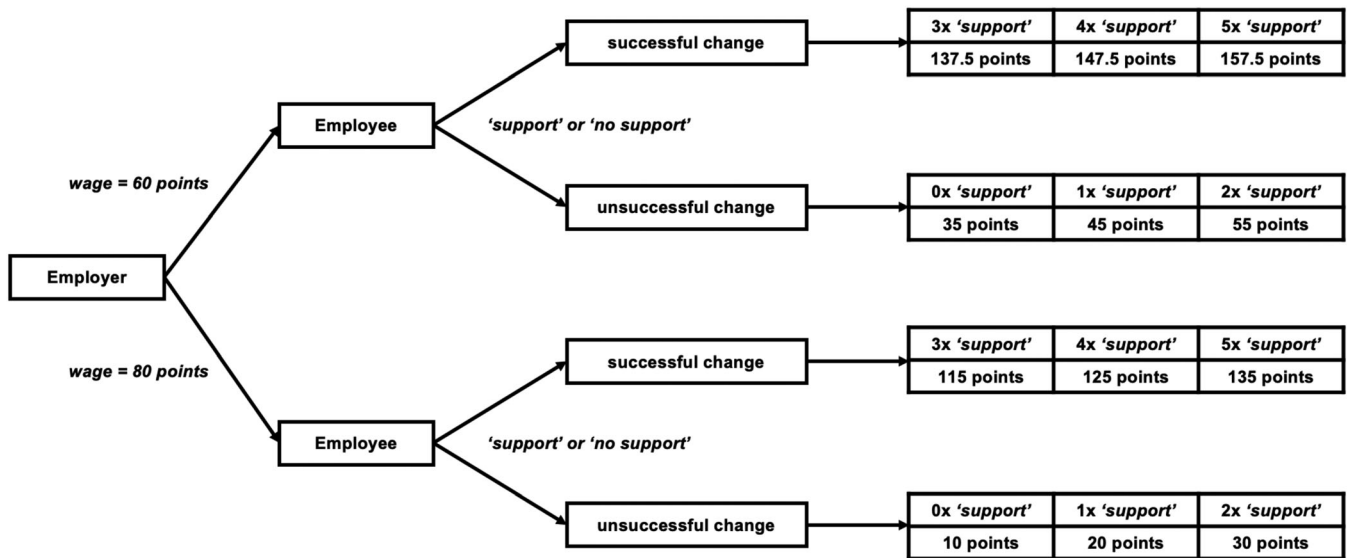 3x ‘support’ 4x ‘support’ 5x ‘support’
successful change
137.5 points 147.5 points 157.5 points
Employee
‘support’ or ‘no support’
wage = 60 points
0x ‘support’ 1x ‘support’ 2x ‘support’
unsuccessful change
35 points 45 points 55 points
Employer
3x ‘support’ 4x ‘support’ 5x ‘support’
successful change
wage = 80 points
115 points 125 points 135 points
Employee
‘support’ or ‘no support’
0x ‘support’ 1x ‘support’ 2x ‘support’
unsuccessful change
10 points 20 points 30 points